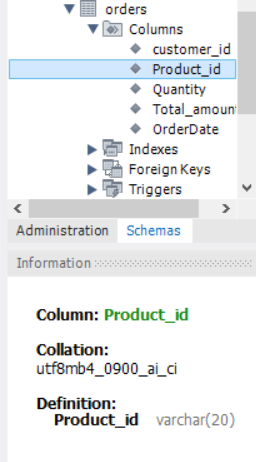 orders
Columns
customer_id
Product_id
Quantity
Total_amoun
OrderDate
Indexes
Foreign Keys
Triggers
Administration Schemas
Information
Column: Product_id
Collation:
utf8mb4_0900_ai_ci
Definition:
Product_id varchar(20)